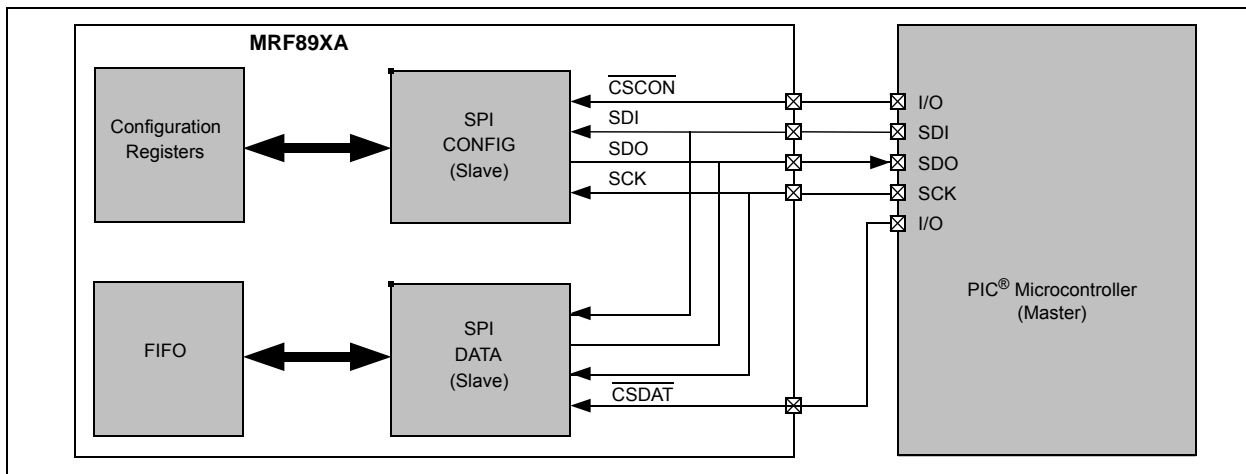 MRF89XA
Configuration
Registers
SPI
CONFIG
(Slave)
CSCON
SDI
SDO
SCK
I/O
SDI
SDO
SCK
I/O
PIC® Microcontroller
(Master)
FIFO
SPI
DATA
(Slave)
CSDAT